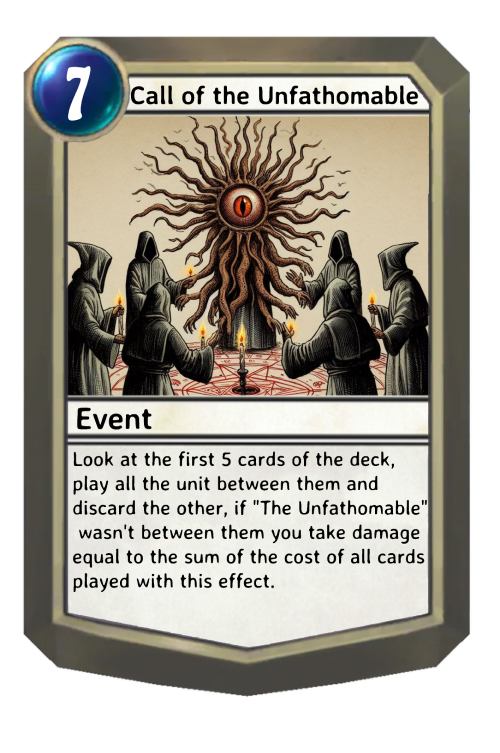 7
Call of the Unfathomable
Event
Look at the first 5 cards of the deck,
play all the unit between them and
discard the other, if "The Unfathomable"
wasn't between them you take damage
equal to the sum of the cost of all cards
played with this effect.